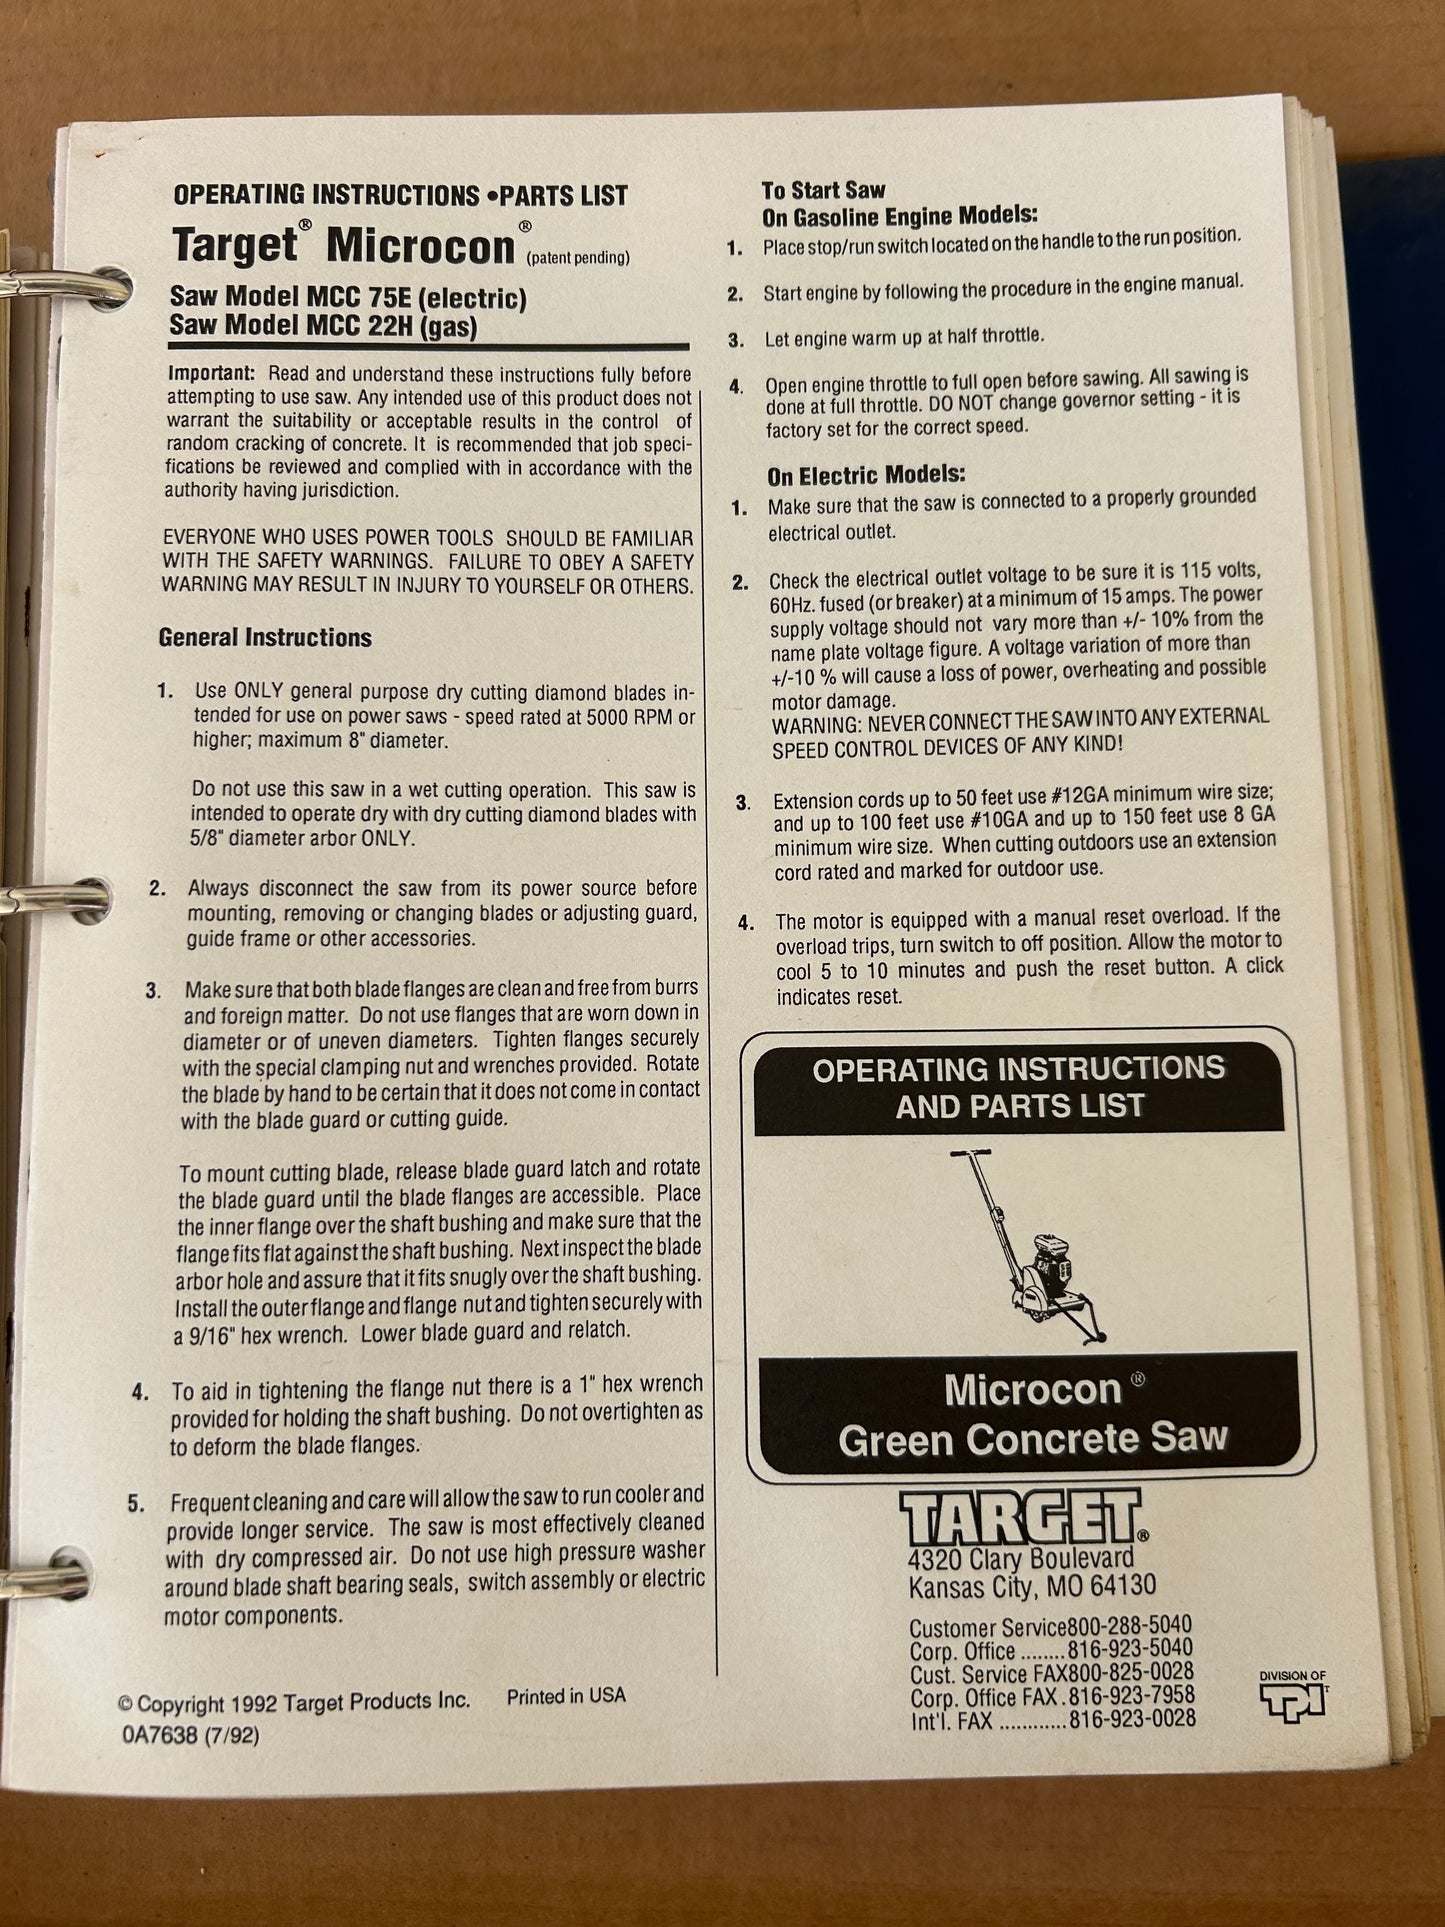 OPERATING INSTRUCTIONS •PARTS LIST
Target® Microcon® (patent pending)
Saw Model MCC 75E (electric)
Saw Model MCC 22H (gas)
Important: Read and understand these instructions fully before
attempting to use saw. Any intended use of this product does not
warrant the suitability or acceptable results in the control of
random cracking of concrete. It is recommended that job speci-
fications be reviewed and complied with in accordance with the
authority having jurisdiction.
EVERYONE WHO USES POWER TOOLS SHOULD BE FAMILIAR
WITH THE SAFETY WARNINGS. FAILURE TO OBEY A SAFETY
WARNING MAY RESULT IN INJURY TO YOURSELF OR OTHERS.
General Instructions
1. Use ONLY general purpose dry cutting diamond blades in-
tended for use on power saws - speed rated at 5000 RPM or
higher; maximum 8" diameter.
Do not use this saw in a wet cutting operation. This saw is
intended to operate dry with dry cutting diamond blades with
5/8" diameter arbor ONLY.
2. Always disconnect the saw from its power source before
mounting, removing or changing blades or adjusting guard,
guide frame or other accessories.
3. Make sure that both blade flanges are clean and free from burrs
and foreign matter. Do not use flanges that are worn down in
diameter or of uneven diameters. Tighten flanges securely
with the special clamping nut and wrenches provided. Rotate
the blade by hand to be certain that it does not come in contact
with the blade guard or cutting guide.
To mount cutting blade, release blade guard latch and rotate
the blade guard until the blade flanges are accessible. Place
the inner flange over the shaft bushing and make sure that the
flange fits flat against the shaft bushing. Next inspect the blade
arbor hole and assure that it fits snugly over the shaft bushing.
Install the outer flange and flange nut and tighten securely with
a 9/16" hex wrench. Lower blade guard and relatch.
4. To aid in tightening the flange nut there is a 1" hex wrench
provided for holding the shaft bushing. Do not overtighten as
to deform the blade flanges.
5. Frequent cleaning and care will allow the saw to run cooler and
provide longer service. The saw is most effectively cleaned
with dry compressed air. Do not use high pressure washer
around blade shaft bearing seals, switch assembly or electric
motor components.
© Copyright 1992 Target Products Inc. Printed in USA
0A7638 (7/92)
To Start Saw
On Gasoline Engine Models:
1. Place stop/run switch located on the handle to the run position.
2. Start engine by following the procedure in the engine manual.
3. Let engine warm up at half throttle.
4. Open engine throttle to full open before sawing. All sawing is
done at full throttle. DO NOT change governor setting - it is
factory set for the correct speed.
On Electric Models:
1. Make sure that the saw is connected to a properly grounded
electrical outlet.
2. Check the electrical outlet voltage to be sure it is 115 volts,
60Hz. fused (or breaker) at a minimum of 15 amps. The power
supply voltage should not vary more than +/- 10% from the
name plate voltage figure. A voltage variation of more than
+/-10 % will cause a loss of power, overheating and possible
motor damage.
WARNING: NEVER CONNECT THE SAW INTO ANY EXTERNAL
SPEED CONTROL DEVICES OF ANY KIND!
3. Extension cords up to 50 feet use #12GA minimum wire size;
and up to 100 feet use #10GA and up to 150 feet use 8 GA
minimum wire size. When cutting outdoors use an extension
cord rated and marked for outdoor use.
4. The motor is equipped with a manual reset overload. If the
overload trips, turn switch to off position. Allow the motor to
cool 5 to 10 minutes and push the reset button. A click
indicates reset.
OPERATING INSTRUCTIONS
AND PARTS LIST
Microcon®
Green Concrete Saw
TARGET®
4320 Clary Boulevard
Kansas City, MO 64130
Customer Service800-288-5040
Corp. Office ........816-923-5040
Cust. Service FAX800-825-0028
Corp. Office FAX.816-923-7958
Int'l. FAX ............816-923-0028
DIVISION OF
TPI